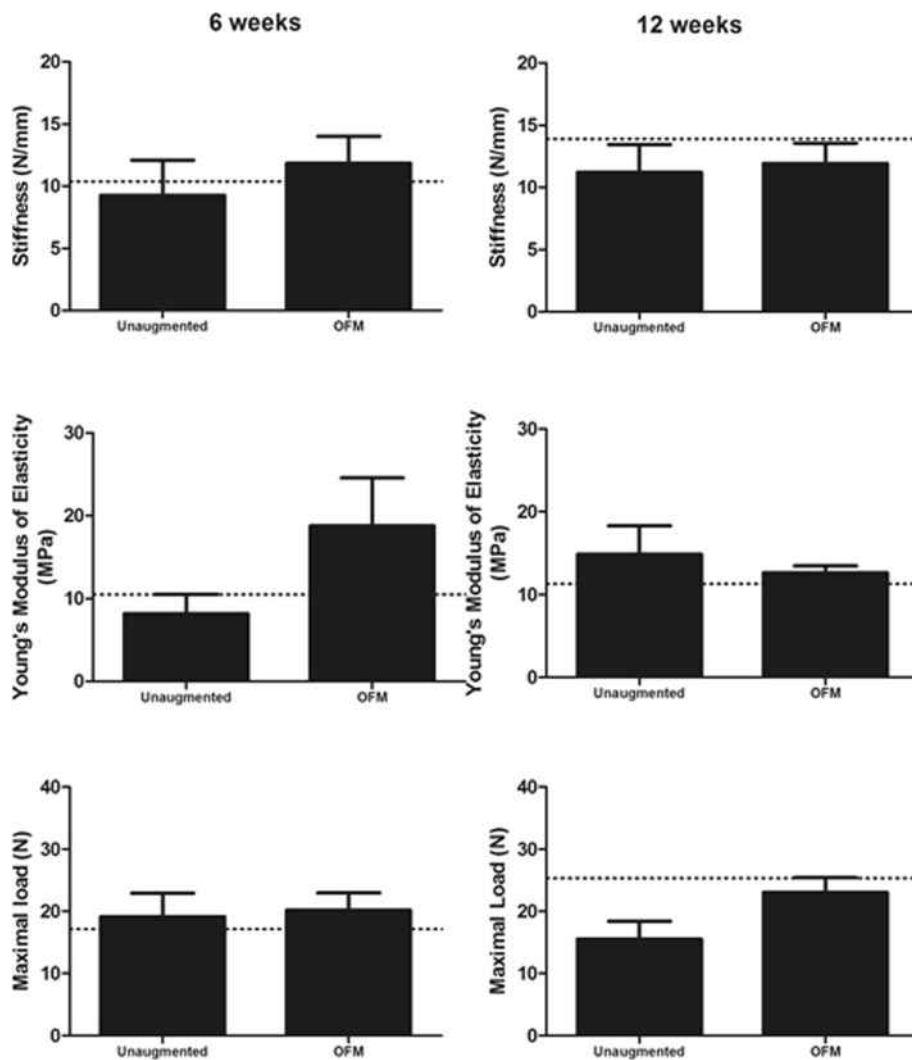 6 weeks
12 weeks
Stiffness (N/mm)
20
15
10
5
0
Unaugmented
OFM
Stiffness (N/mm)
20
15
10
5
0
Unaugmented
OFM
Young's Modulus of Elasticity
(MPa)
30
20
10
0
Unaugmented
OFM
Young's Modulus of Elasticity
(MPa)
30
20
10
0
Unaugmented
OFM
Maximal load (N)
40
30
20
10
0
Unaugmented
OFM
Maximal Load (N)
40
30
20
10
0
Unaugmented
OFM